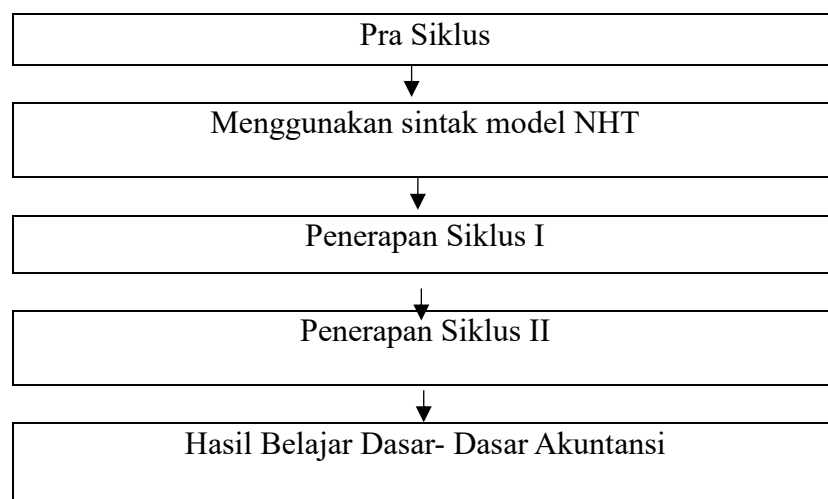 Pra Siklus
Menggunakan sintak model NHT
Penerapan Siklus I
Penerapan Siklus II
Hasil Belajar Dasar- Dasar Akuntansi